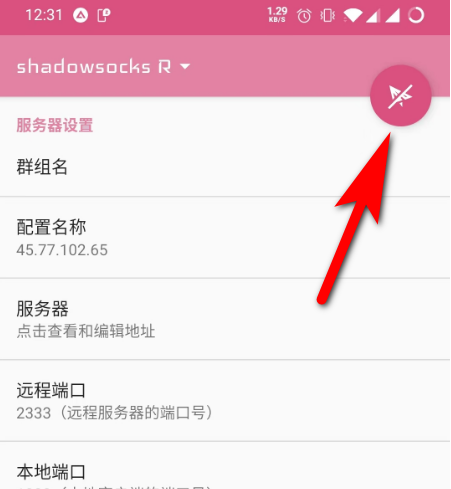 12:31
1.29
KB/S
shadowsocks R
服务器设置
群组名
配置名称
45.77.102.65
服务器
点击查看和编辑地址
远程端口
2333（远程服务器的端口号）
本地端口